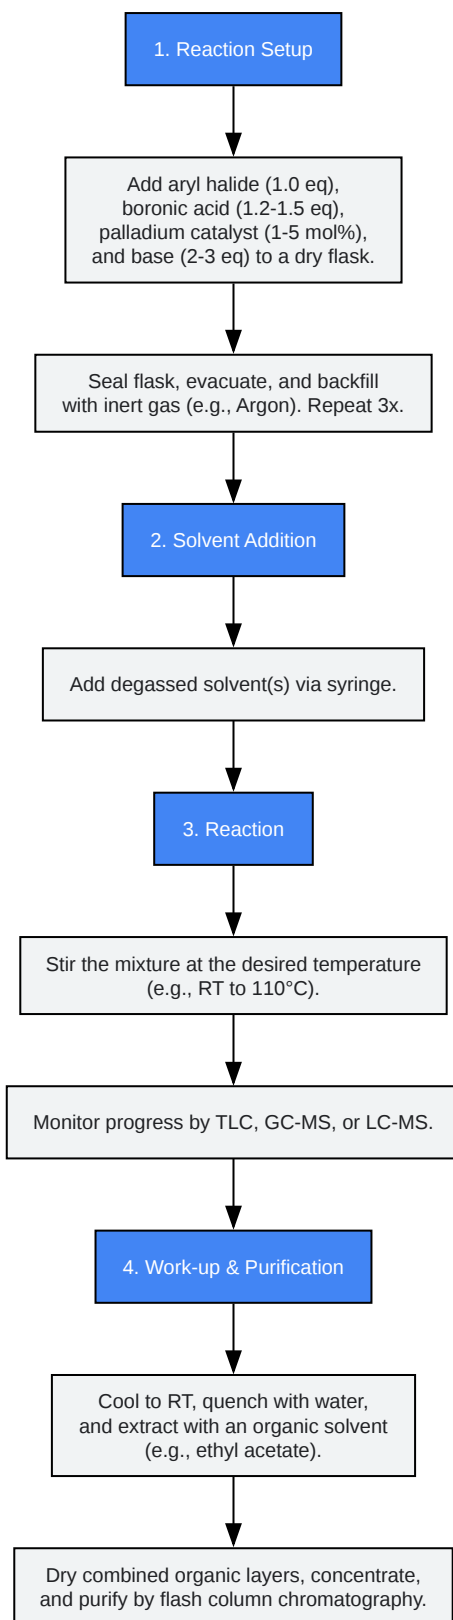 1. Reaction Setup
Add aryl halide (1.0 eq),
boronic acid (1.2-1.5 eq),
palladium catalyst (1-5 mol%),
and base (2-3 eq) to a dry flask.
Seal flask, evacuate, and backfill
with inert gas (e.g., Argon). Repeat 3x.
2. Solvent Addition
Add degassed solvent(s) via syringe.
3. Reaction
Stir the mixture at the desired temperature
(e.g., RT to 110°C).
Monitor progress by TLC, GC-MS, or LC-MS.
4. Work-up & Purification
Cool to RT, quench with water,
and extract with an organic solvent
(e.g., ethyl acetate).
Dry combined organic layers, concentrate,
and purify by flash column chromatography.